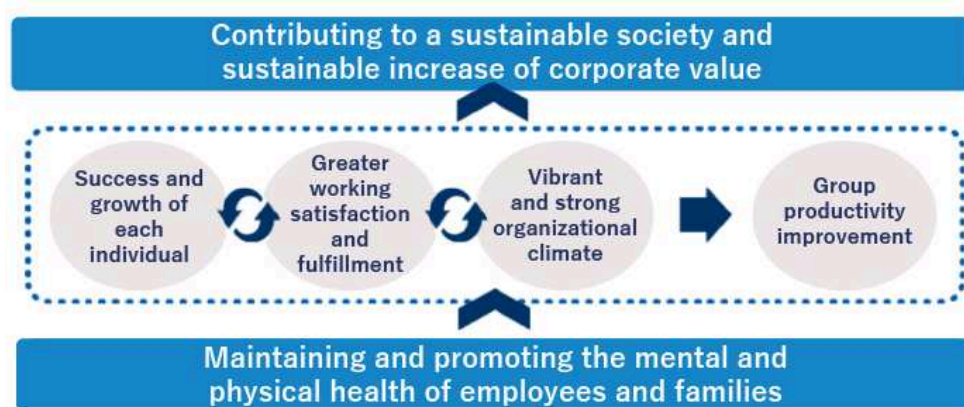 Contributing to a sustainable society and
sustainable increase of corporate value
Success and
growth of
each
individual
Greater
working
satisfaction
and
fulfillment
Vibrant
and strong
organizational
climate
Group
productivity
improvement
Maintaining and promoting the mental and
physical health of employees and families